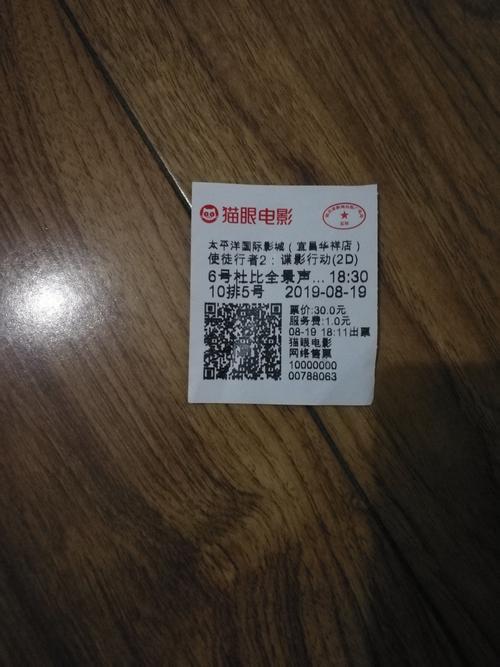 猫眼电影
太平洋国际影城（宜昌华祥店）
使徒行者2：谍影行动(2D)
6号杜比全景声... 18:30
10排5号 2019-08-19
票价:30.0元
服务费:1.0元
08-19 18:11出票
猫眼电影
网络售票
10000000
00788063